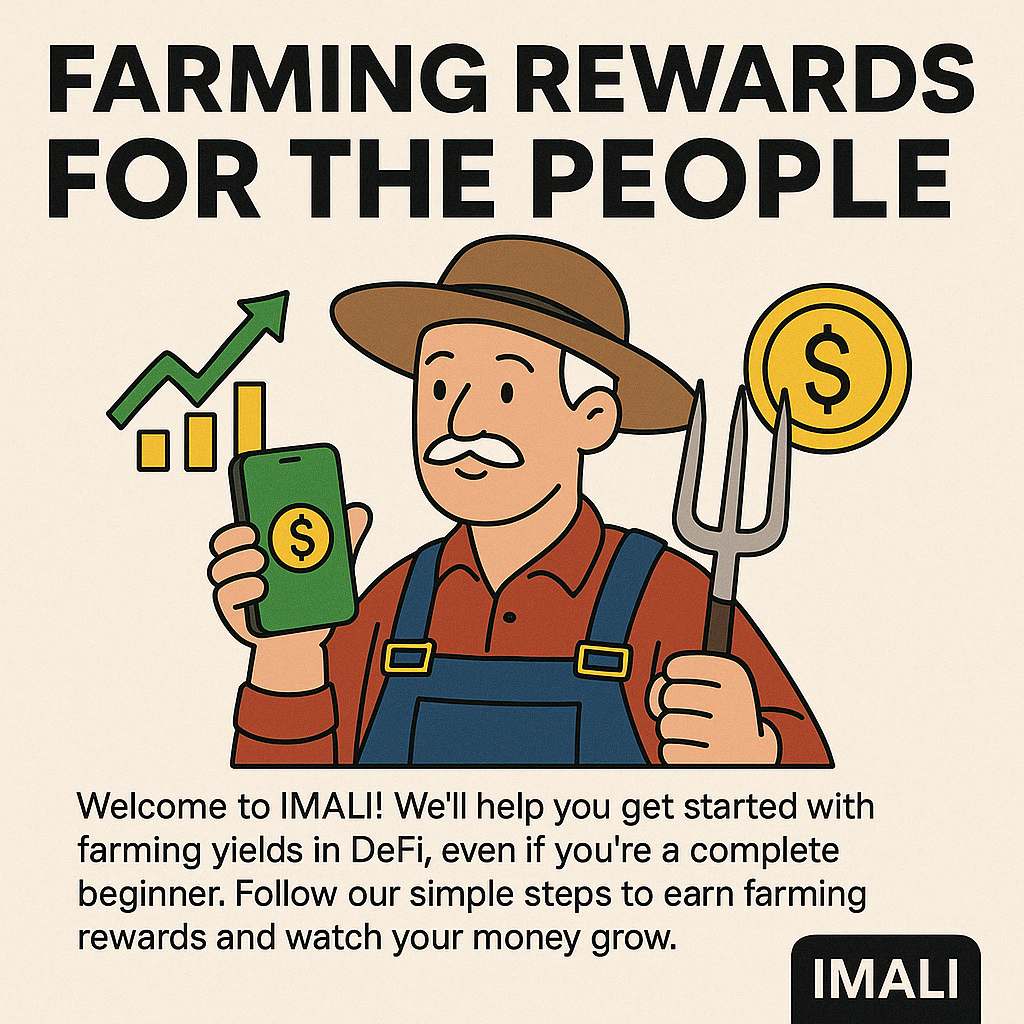 FARMING REWARDS
FOR THE PEOPLE
$
$
Welcome to IMALI! We'll help you get started with
farming yields in DeFi, even if you're a complete
beginner. Follow our simple steps to earn farming
rewards and watch your money grow.
IMALI